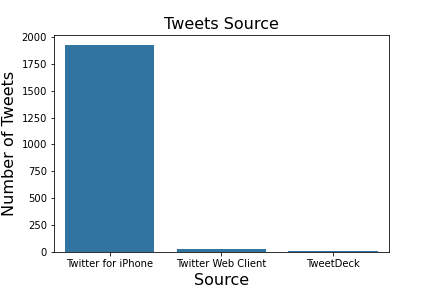 Tweets Source
Number of Tweets
2000
1750
1500
1250
1000
750
500
250
0
Twitter for iPhone
Twitter Web Client
TweetDeck
Source